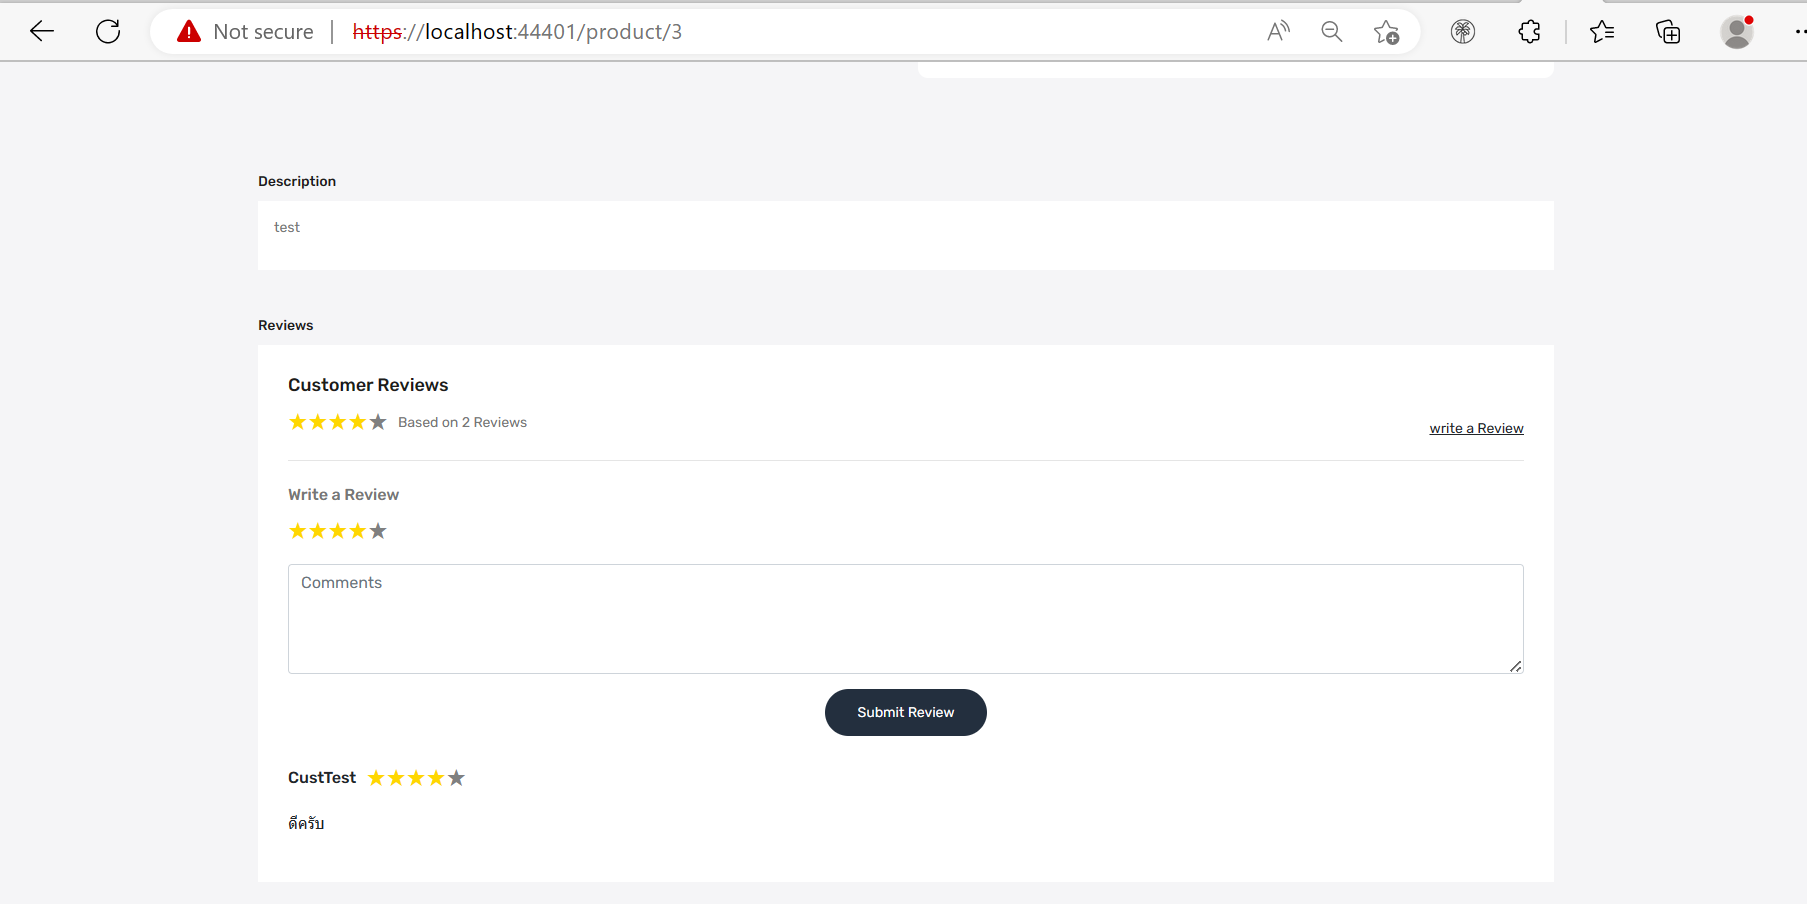 Not secure | https://localhost:44401/product/3
Description
test
Reviews
Customer Reviews
Based on 2 Reviews
write a Review
Write a Review
Comments
Submit Review
CustTest
ดีครับ